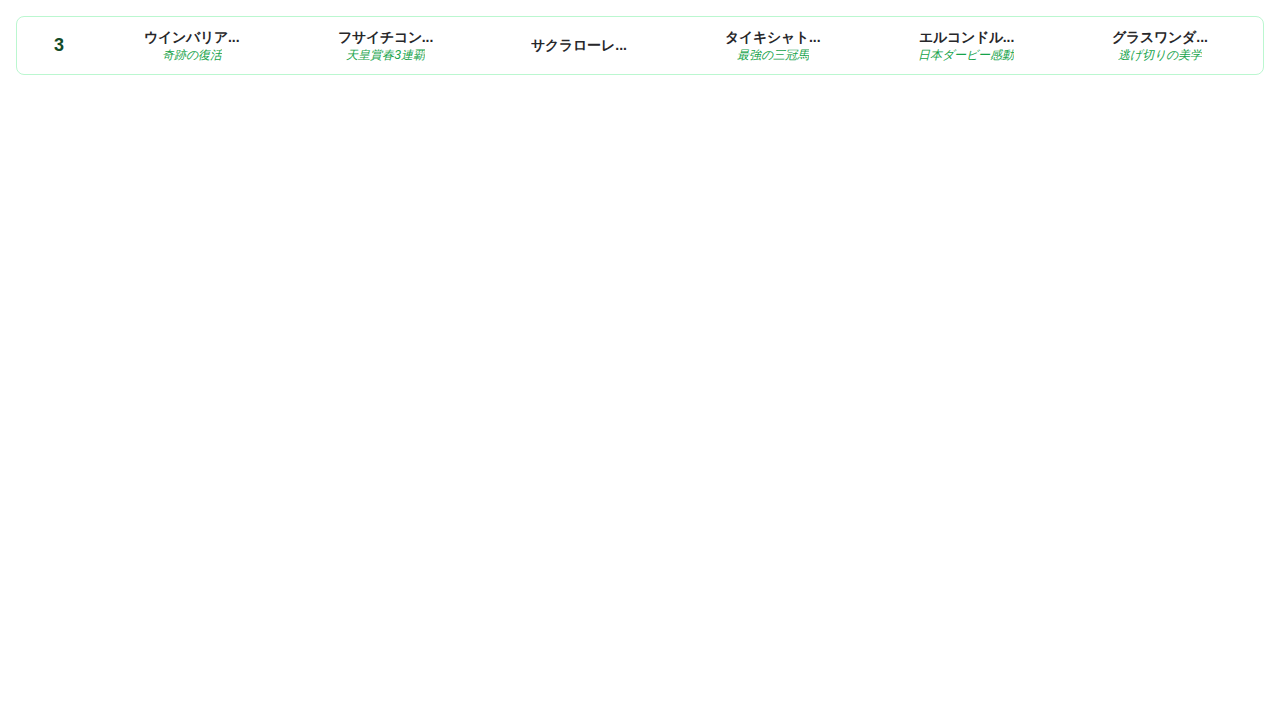 3
ウインバリア...
奇跡の復活
フサイチコン...
天皇賞春3連覇
サクラローレ...
タイキシャト...
最強の三冠馬
エルコンドル...
日本ダービー感動
グラスワンダ...
逃げ切りの美学